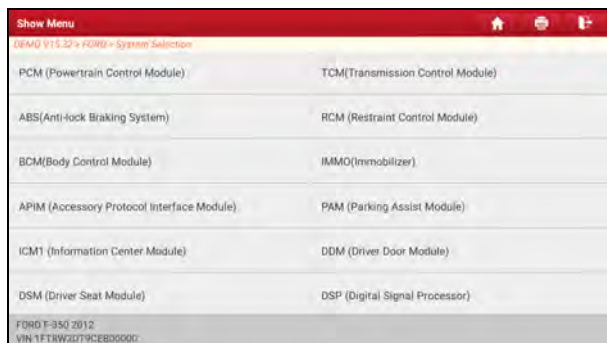 Show Menu
DEMO V15.32 > FORD > System Selection
PCM (Powertrain Control Module)
TCM(Transmission Control Module)
ABS(Anti-lock Braking System)
RCM (Restraint Control Module)
BCM(Body Control Module)
IMMO(Immobilizer)
APIM (Accessory Protocol Interface Module)
PAM (Parking Assist Module)
ICM1 (Information Center Module)
DDM (Driver Door Module)
DSM (Driver Seat Module)
DSP (Digital Signal Processor)
FORD F-350 2012
VIN 1FTRW3DT9CEB00000